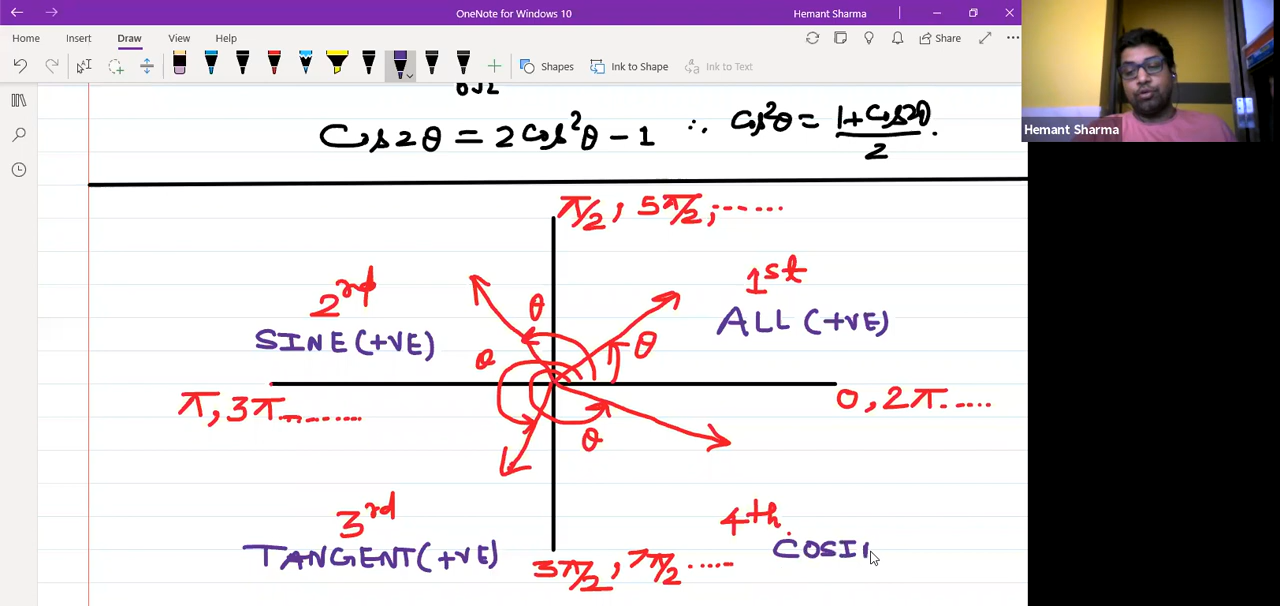 OneNote for Windows 10
Hemant Sharma
Home Insert Draw View Help
Share
Shapes Ink to Shape Ink to Text
Hemant Sharma
Cos2θ = 2Cos²θ - 1 ∴ Cos²θ = (1+Cos2θ)/2.
π/2, 5π/2, ......
1st
2rd
θ
ALL (+VE)
SINE (+VE)
θ
θ
π, 3π.........
0, 2π.....
θ
3rd
4th.
TANGENT (+VE)
COSIN
3π/2, 7π/2 .....